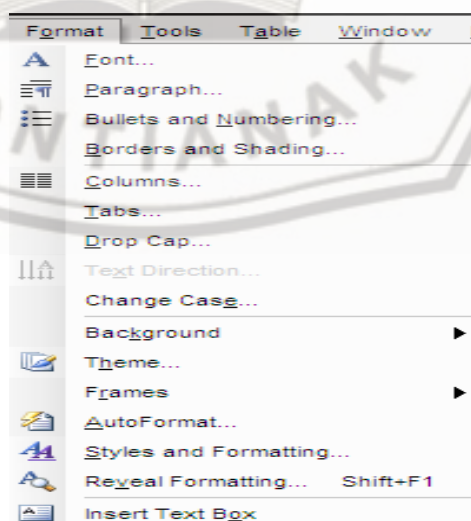 Format Tools Table Window
Font...
Paragraph...
Bullets and Numbering...
Borders and Shading...
Columns...
Tabs...
Drop Cap...
Text Direction...
Change Case...
Background
Theme...
Frames
AutoFormat...
Styles and Formatting...
Reveal Formatting... Shift+F1
Insert Text Box
NTIANAK